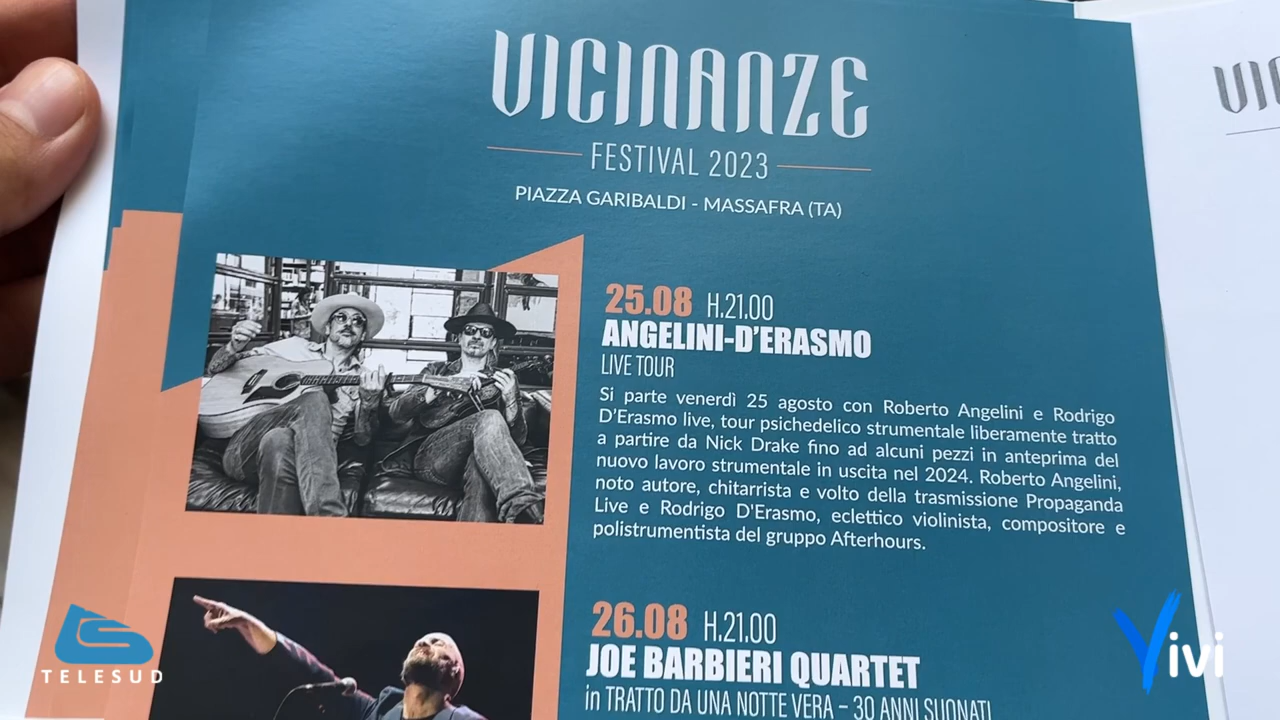 VICINANZE
FESTIVAL 2023
PIAZZA GARIBALDI - MASSAFRA (TA)
25.08 H.21.00
ANGELINI-D'ERASMO
LIVE TOUR
Si parte venerdì 25 agosto con Roberto Angelini e Rodrigo
D'Erasmo live, tour psichedelico strumentale liberamente tratto
a partire da Nick Drake fino ad alcuni pezzi in anteprima del
nuovo lavoro strumentale in uscita nel 2024. Roberto Angelini,
noto autore, chitarrista e volto della trasmissione Propaganda
Live e Rodrigo D'Erasmo, eclettico violinista, compositore e
polistrumentista del gruppo Afterhours.
26.08 H.21.00
JOE BARBIERI QUARTET
in TRATTO DA UNA NOTTE VERA – 30 ANNI SUONATI
VIC
TELESUD
Vivi